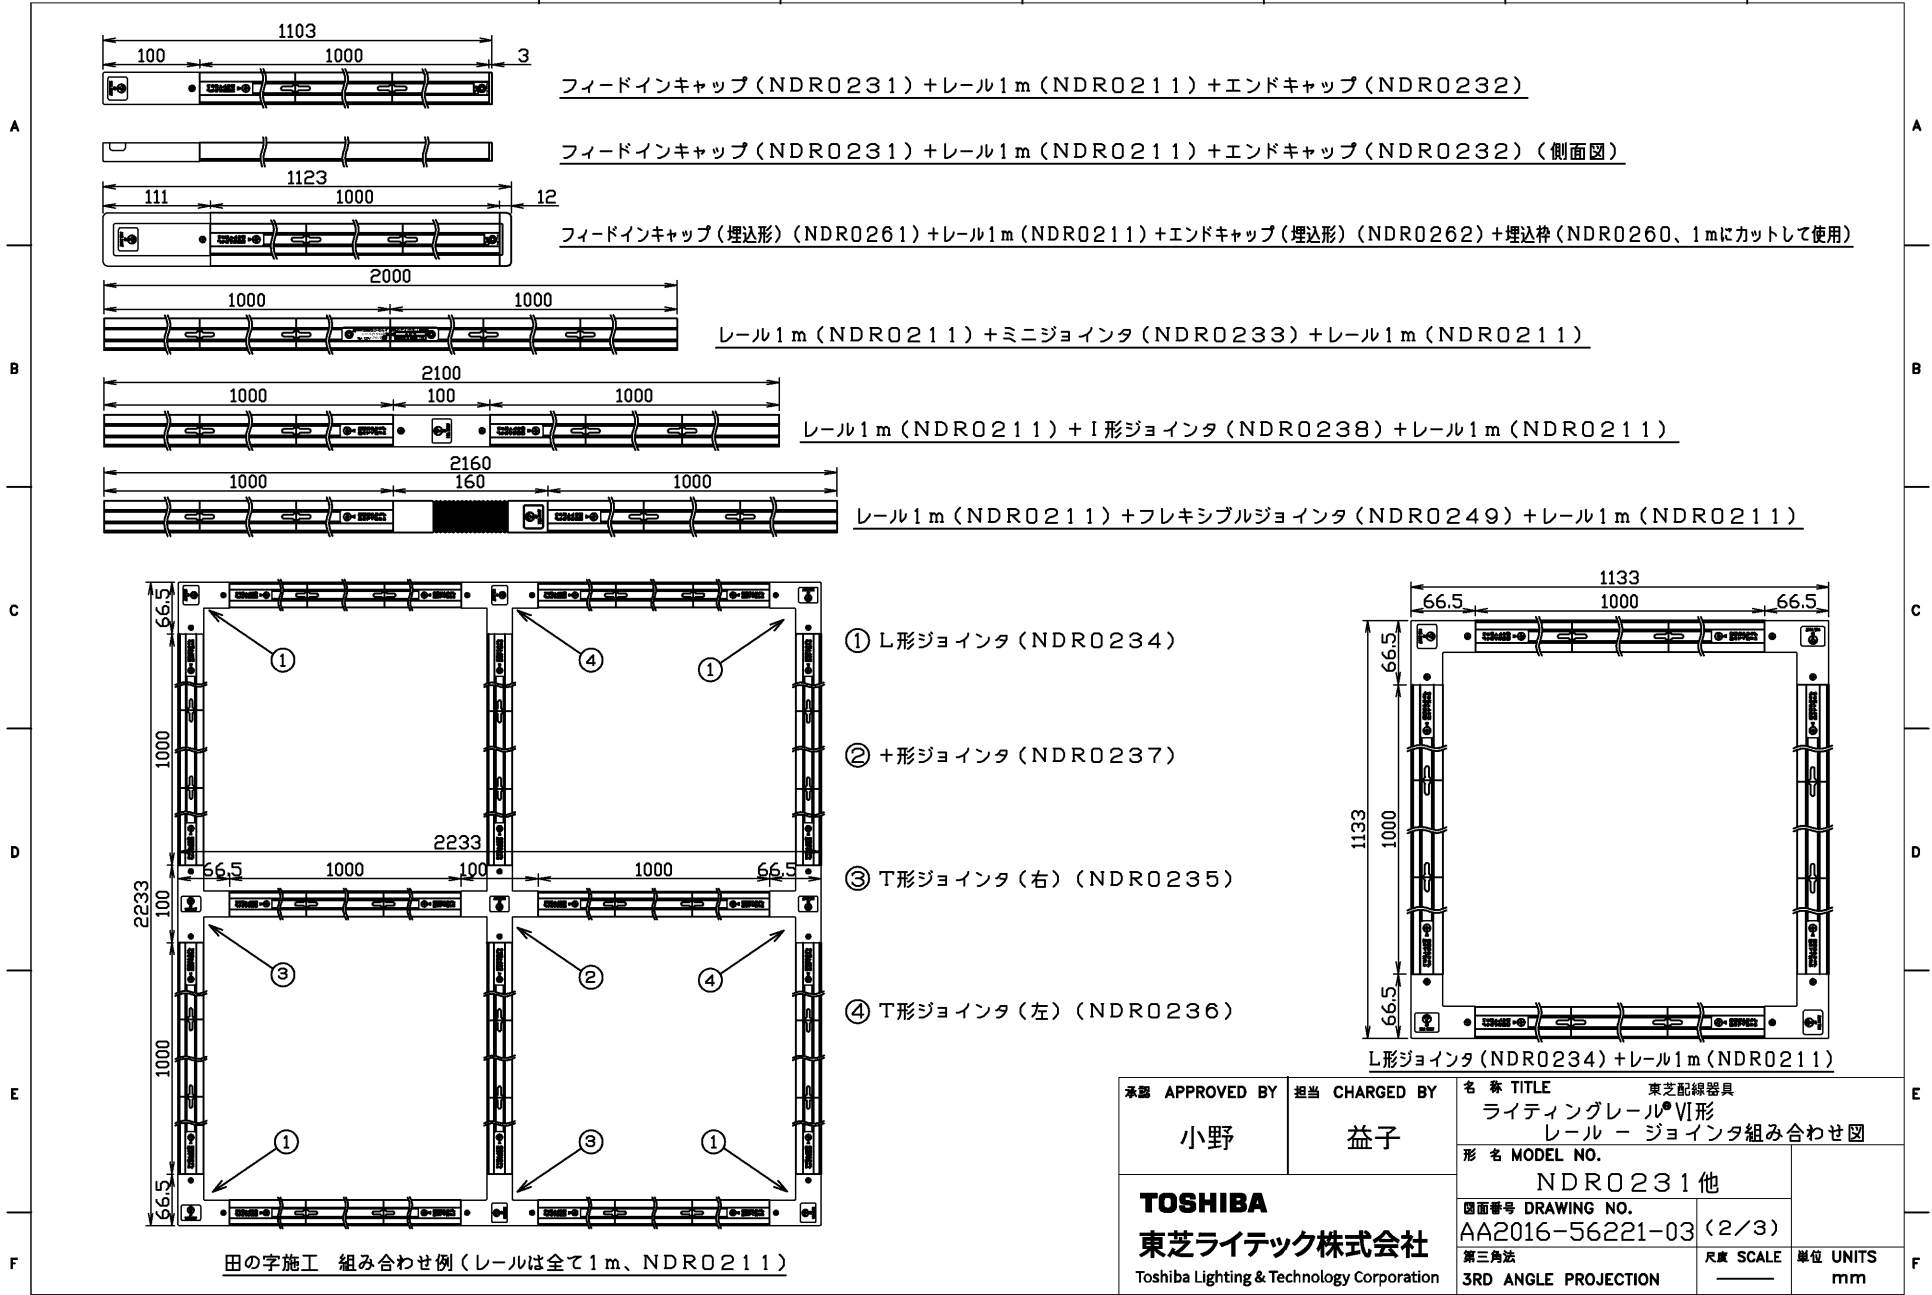 1103
100 1000 3
フィードインキャップ（NDR0231）＋レール1m（NDR0211）＋エンドキャップ（NDR0232）
A A
フィードインキャップ（NDR0231）＋レール1m（NDR0211）＋エンドキャップ（NDR0232）（側面図）
1123
111 1000 12
フィードインキャップ（埋込形）（NDR0261）＋レール1m（NDR0211）＋エンドキャップ（埋込形）（NDR0262）＋埋込枠（NDR0260、1mにカットして使用）
2000
1000 1000
レール1m（NDR0211）＋ミニジョインタ（NDR0233）＋レール1m（NDR0211）
B B
2100
1000 100 1000
レール1m（NDR0211）＋I形ジョインタ（NDR0238）＋レール1m（NDR0211）
2160
1000 160 1000
レール1m（NDR0211）＋フレキシブルジョインタ（NDR0249）＋レール1m（NDR0211）
C C
66.5
1000
100
1000
66.5
2233
① ④ ①
2233
66.5 1000 100 1000 66.5
③ ② ④
① ③ ①
田の字施工　組み合わせ例（レールは全て1m、NDR0211）
① L形ジョインタ（NDR0234）
② ＋形ジョインタ（NDR0237）
③ T形ジョインタ（右）（NDR0235）
④ T形ジョインタ（左）（NDR0236）
1133
66.5 1000 66.5
66.5
1000
66.5
1133
L形ジョインタ（NDR0234）＋レール1m（NDR0211）
D D
E E
F F
承認 APPROVED BY
小野
担当 CHARGED BY
益子
TOSHIBA
東芝ライテック株式会社
Toshiba Lighting & Technology Corporation
名 称 TITLE 東芝配線器具
ライティングレール®VI形
レール － ジョインタ組み合わせ図
形 名 MODEL NO.
NDR0231他
図面番号 DRAWING NO.
AA2016-56221-03 (2/3)
第三角法
3RD ANGLE PROJECTION
尺度 SCALE
単位 UNITS
mm